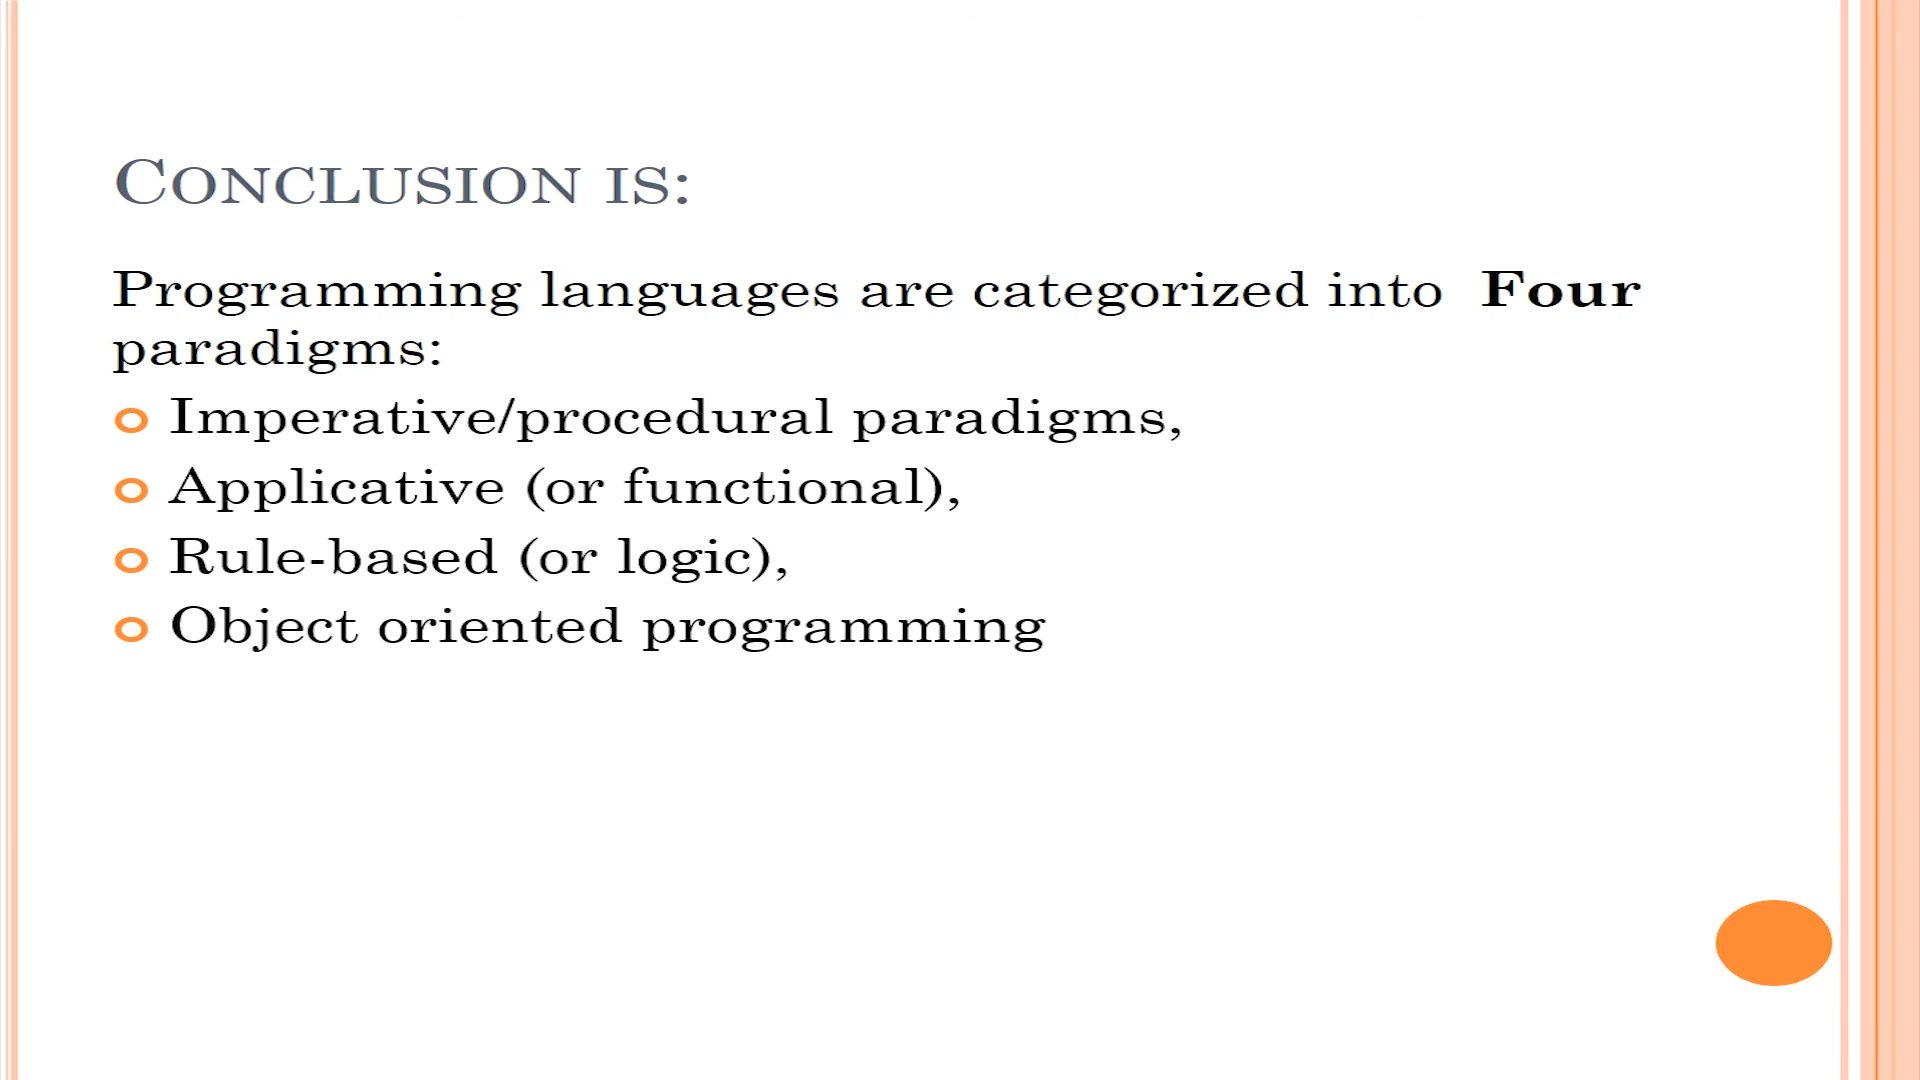 CONCLUSION IS:
Programming languages are categorized into Four
paradigms:
Imperative/procedural paradigms,
Applicative (or functional),
Rule-based (or logic),
Object oriented programming